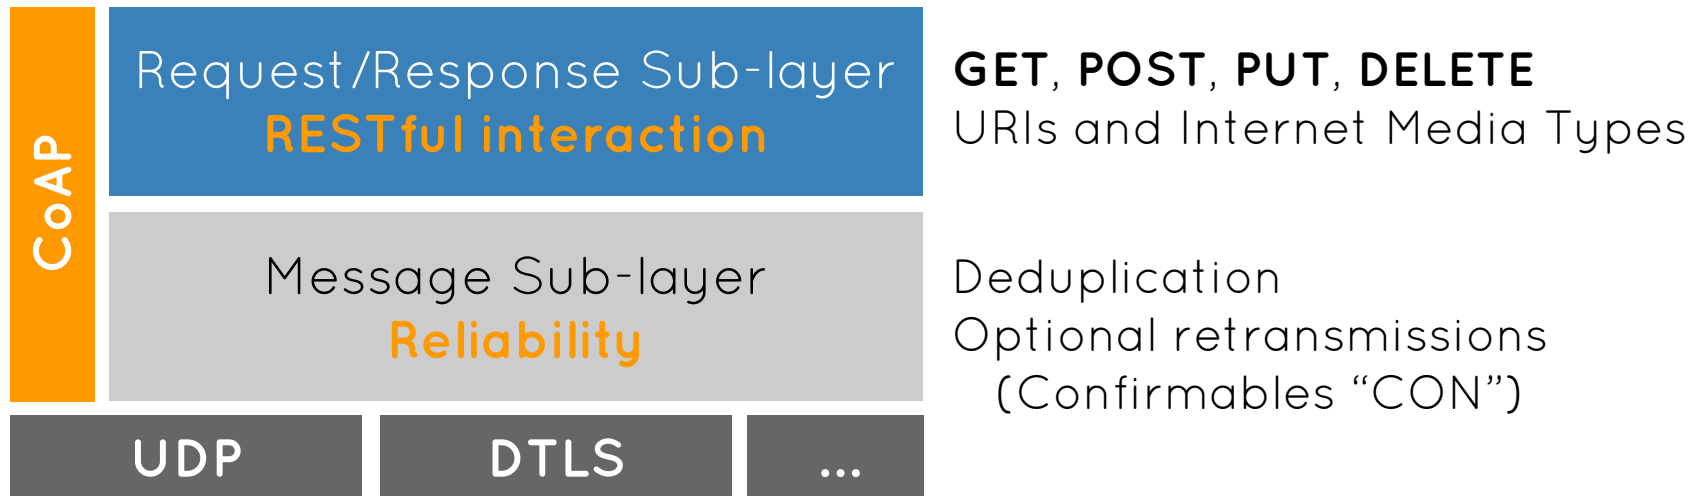 CoAP
Request/Response Sub-layer
RESTful interaction
GET, POST, PUT, DELETE
URIs and Internet Media Types
Message Sub-layer
Reliability
Deduplication
Optional retransmissions
(Confirmables “CON”)
UDP
DTLS
...